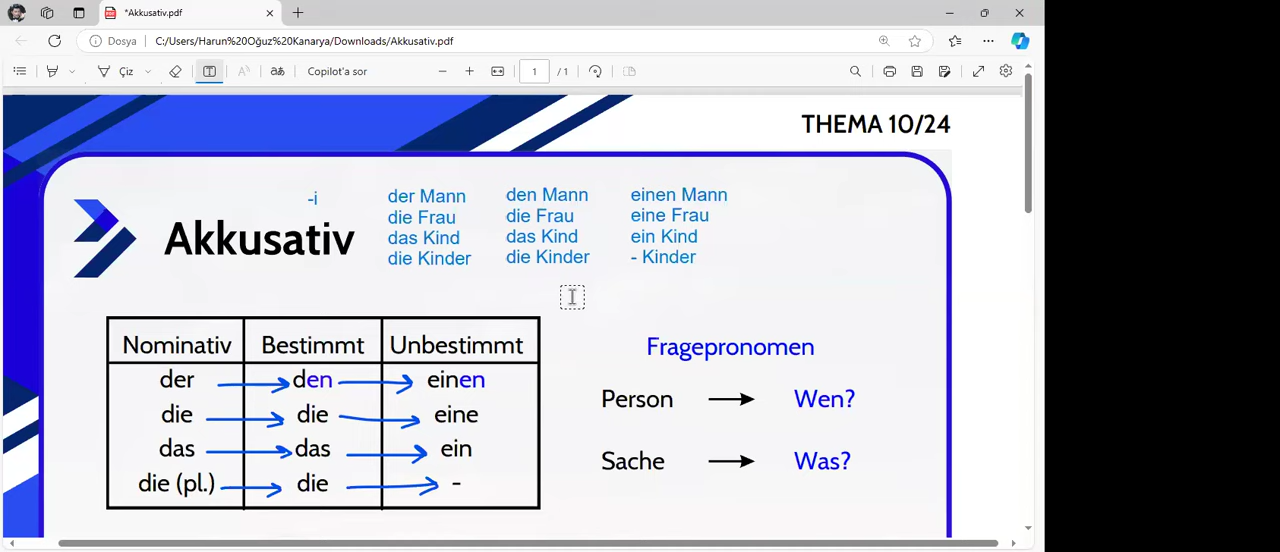 *Akkusativ.pdf
Dosya
C:/Users/Harun%20Oğuz%20Kanarya/Downloads/Akkusativ.pdf
Çiz
aあ
Copilot'a sor
1
/ 1
THEMA 10/24
-i
Akkusativ
der Mann
die Frau
das Kind
die Kinder
den Mann
die Frau
das Kind
die Kinder
einen Mann
eine Frau
ein Kind
- Kinder
Nominativ Bestimmt Unbestimmt
der den einen
die die eine
das das ein
die (pl.) die -
Fragepronomen
Person Wen?
Sache Was?